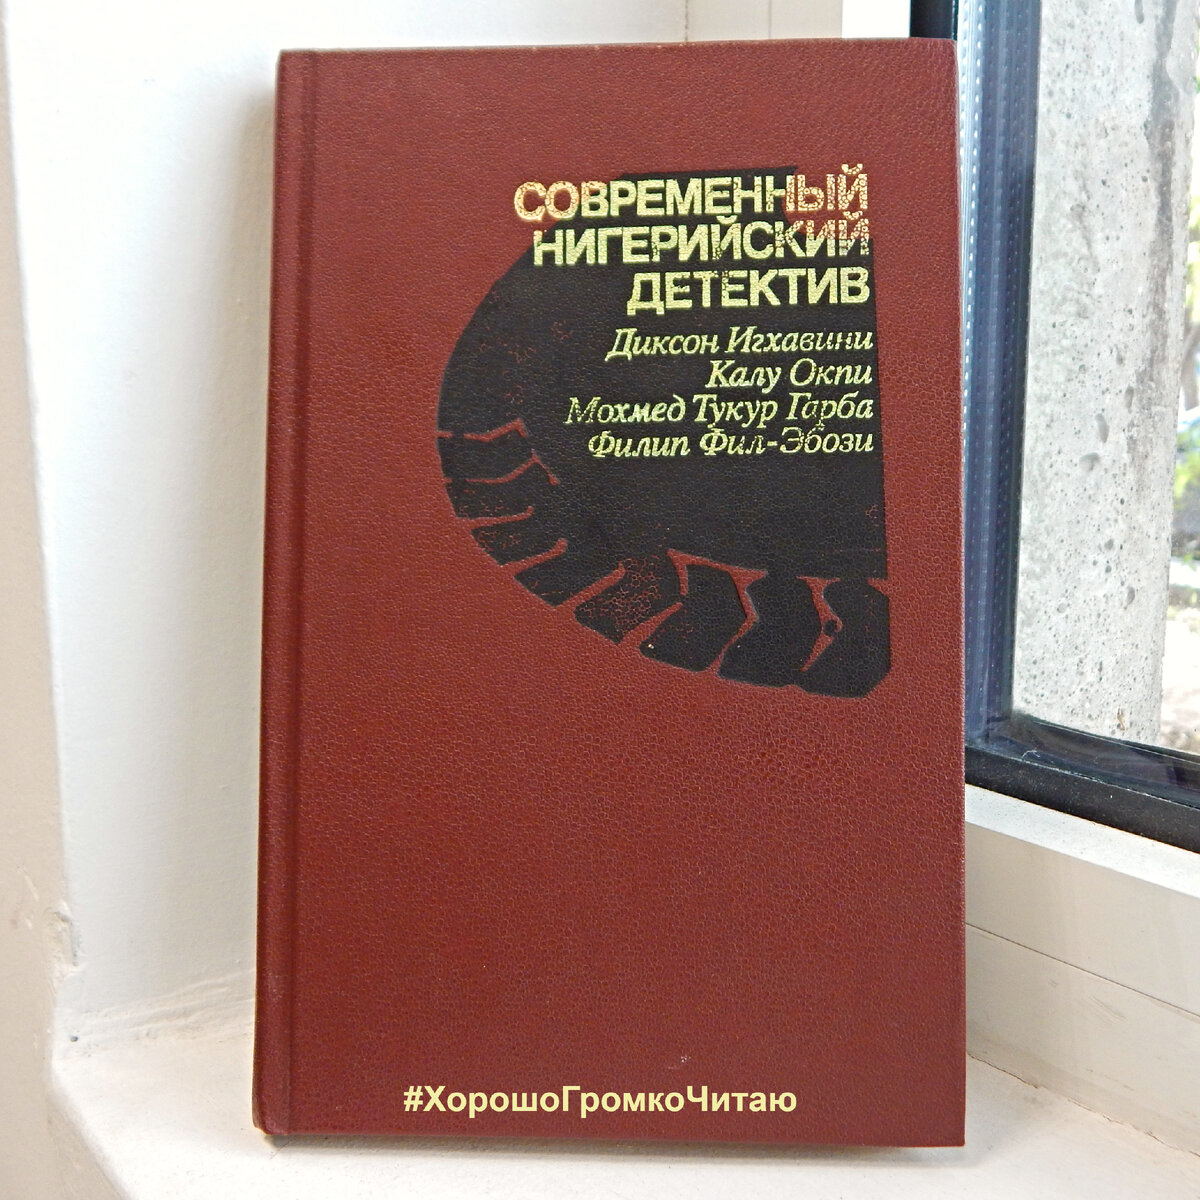 СОВРЕМЕННЫЙ
НИГЕРИЙСКИЙ
ДЕТЕКТИВ
Диксон Игхавини
Калу Окпи
Мохмед Тукур Гарба
Филип Фил-Эбози
#ХорошоГромкоЧитаю